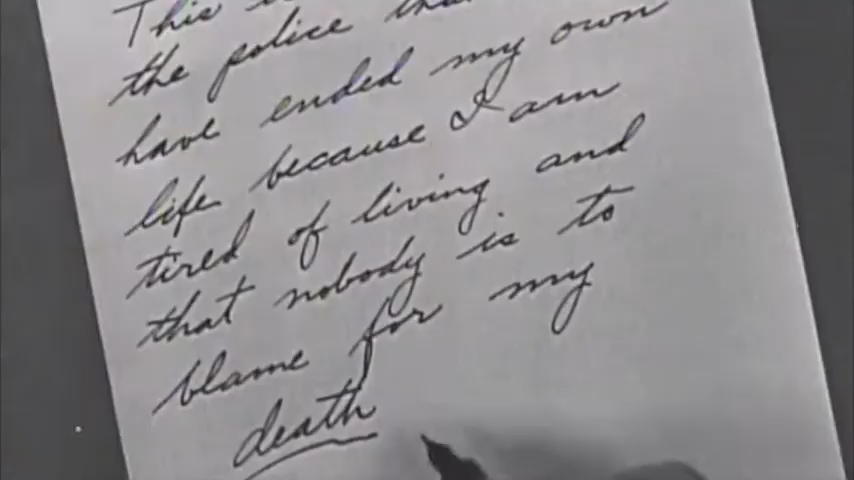 This
the police
have ended my own
life because I am
tired of living and
that nobody is to
blame for my
death